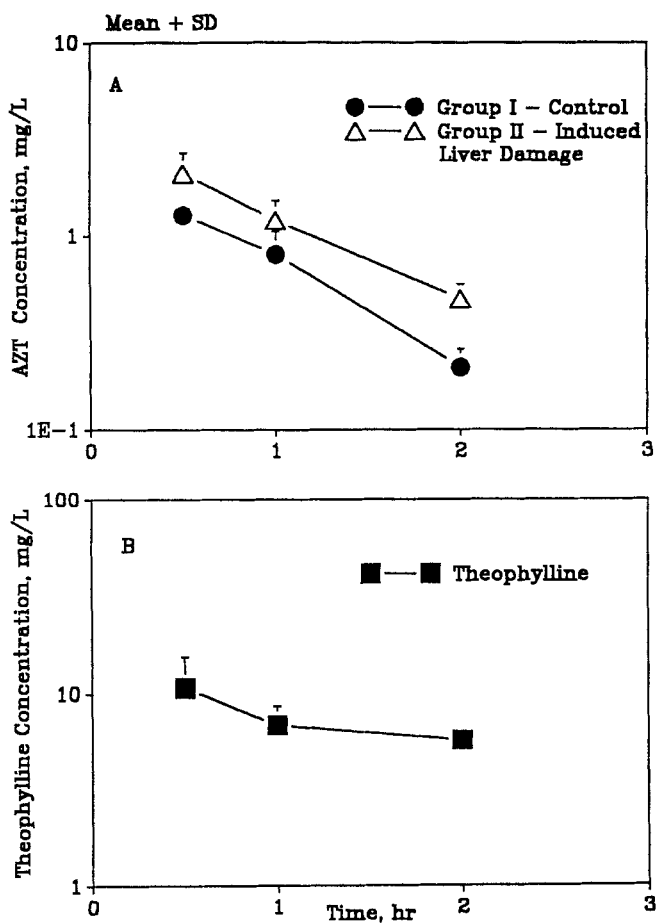 Mean + SD
10
A
Group I - Control
Group II - Induced
Liver Damage
AZT Concentration, mg/L
1
1E-1
0 1 2 3
100
B
Theophylline
Theophylline Concentration, mg/L
10
1
0 1 2 3
Time, hr